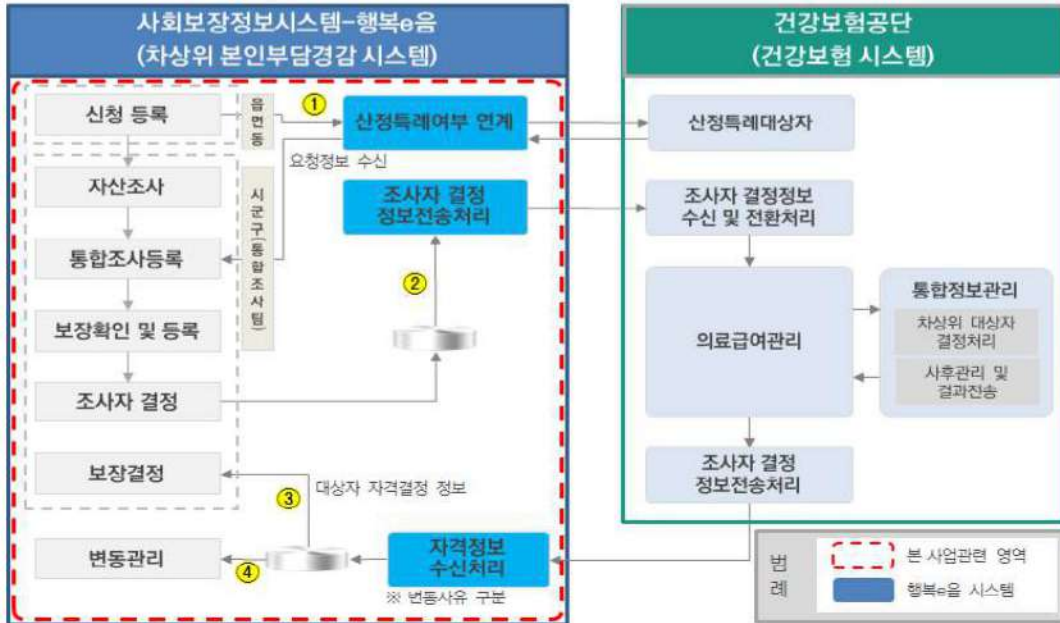 사회보장정보시스템-행복e음
(차상위 본인부담경감 시스템)
건강보험공단
(건강보험 시스템)
신청 등록
읍면동
①
산정특례여부 연계
산정특례대상자
요청정보 수신
자산조사
시군구(통합조사팀)
조사자 결정
정보전송처리
조사자 결정정보
수신 및 전환처리
통합조사등록
②
통합정보관리
보장확인 및 등록
의료급여관리
차상위 대상자
결정처리
사후관리 및
결과전송
조사자 결정
보장결정
③
대상자 자격결정 정보
조사자 결정
정보전송처리
변동관리
④
자격정보
수신처리
※ 변동사유 구분
범례
본 사업관련 영역
행복e음 시스템